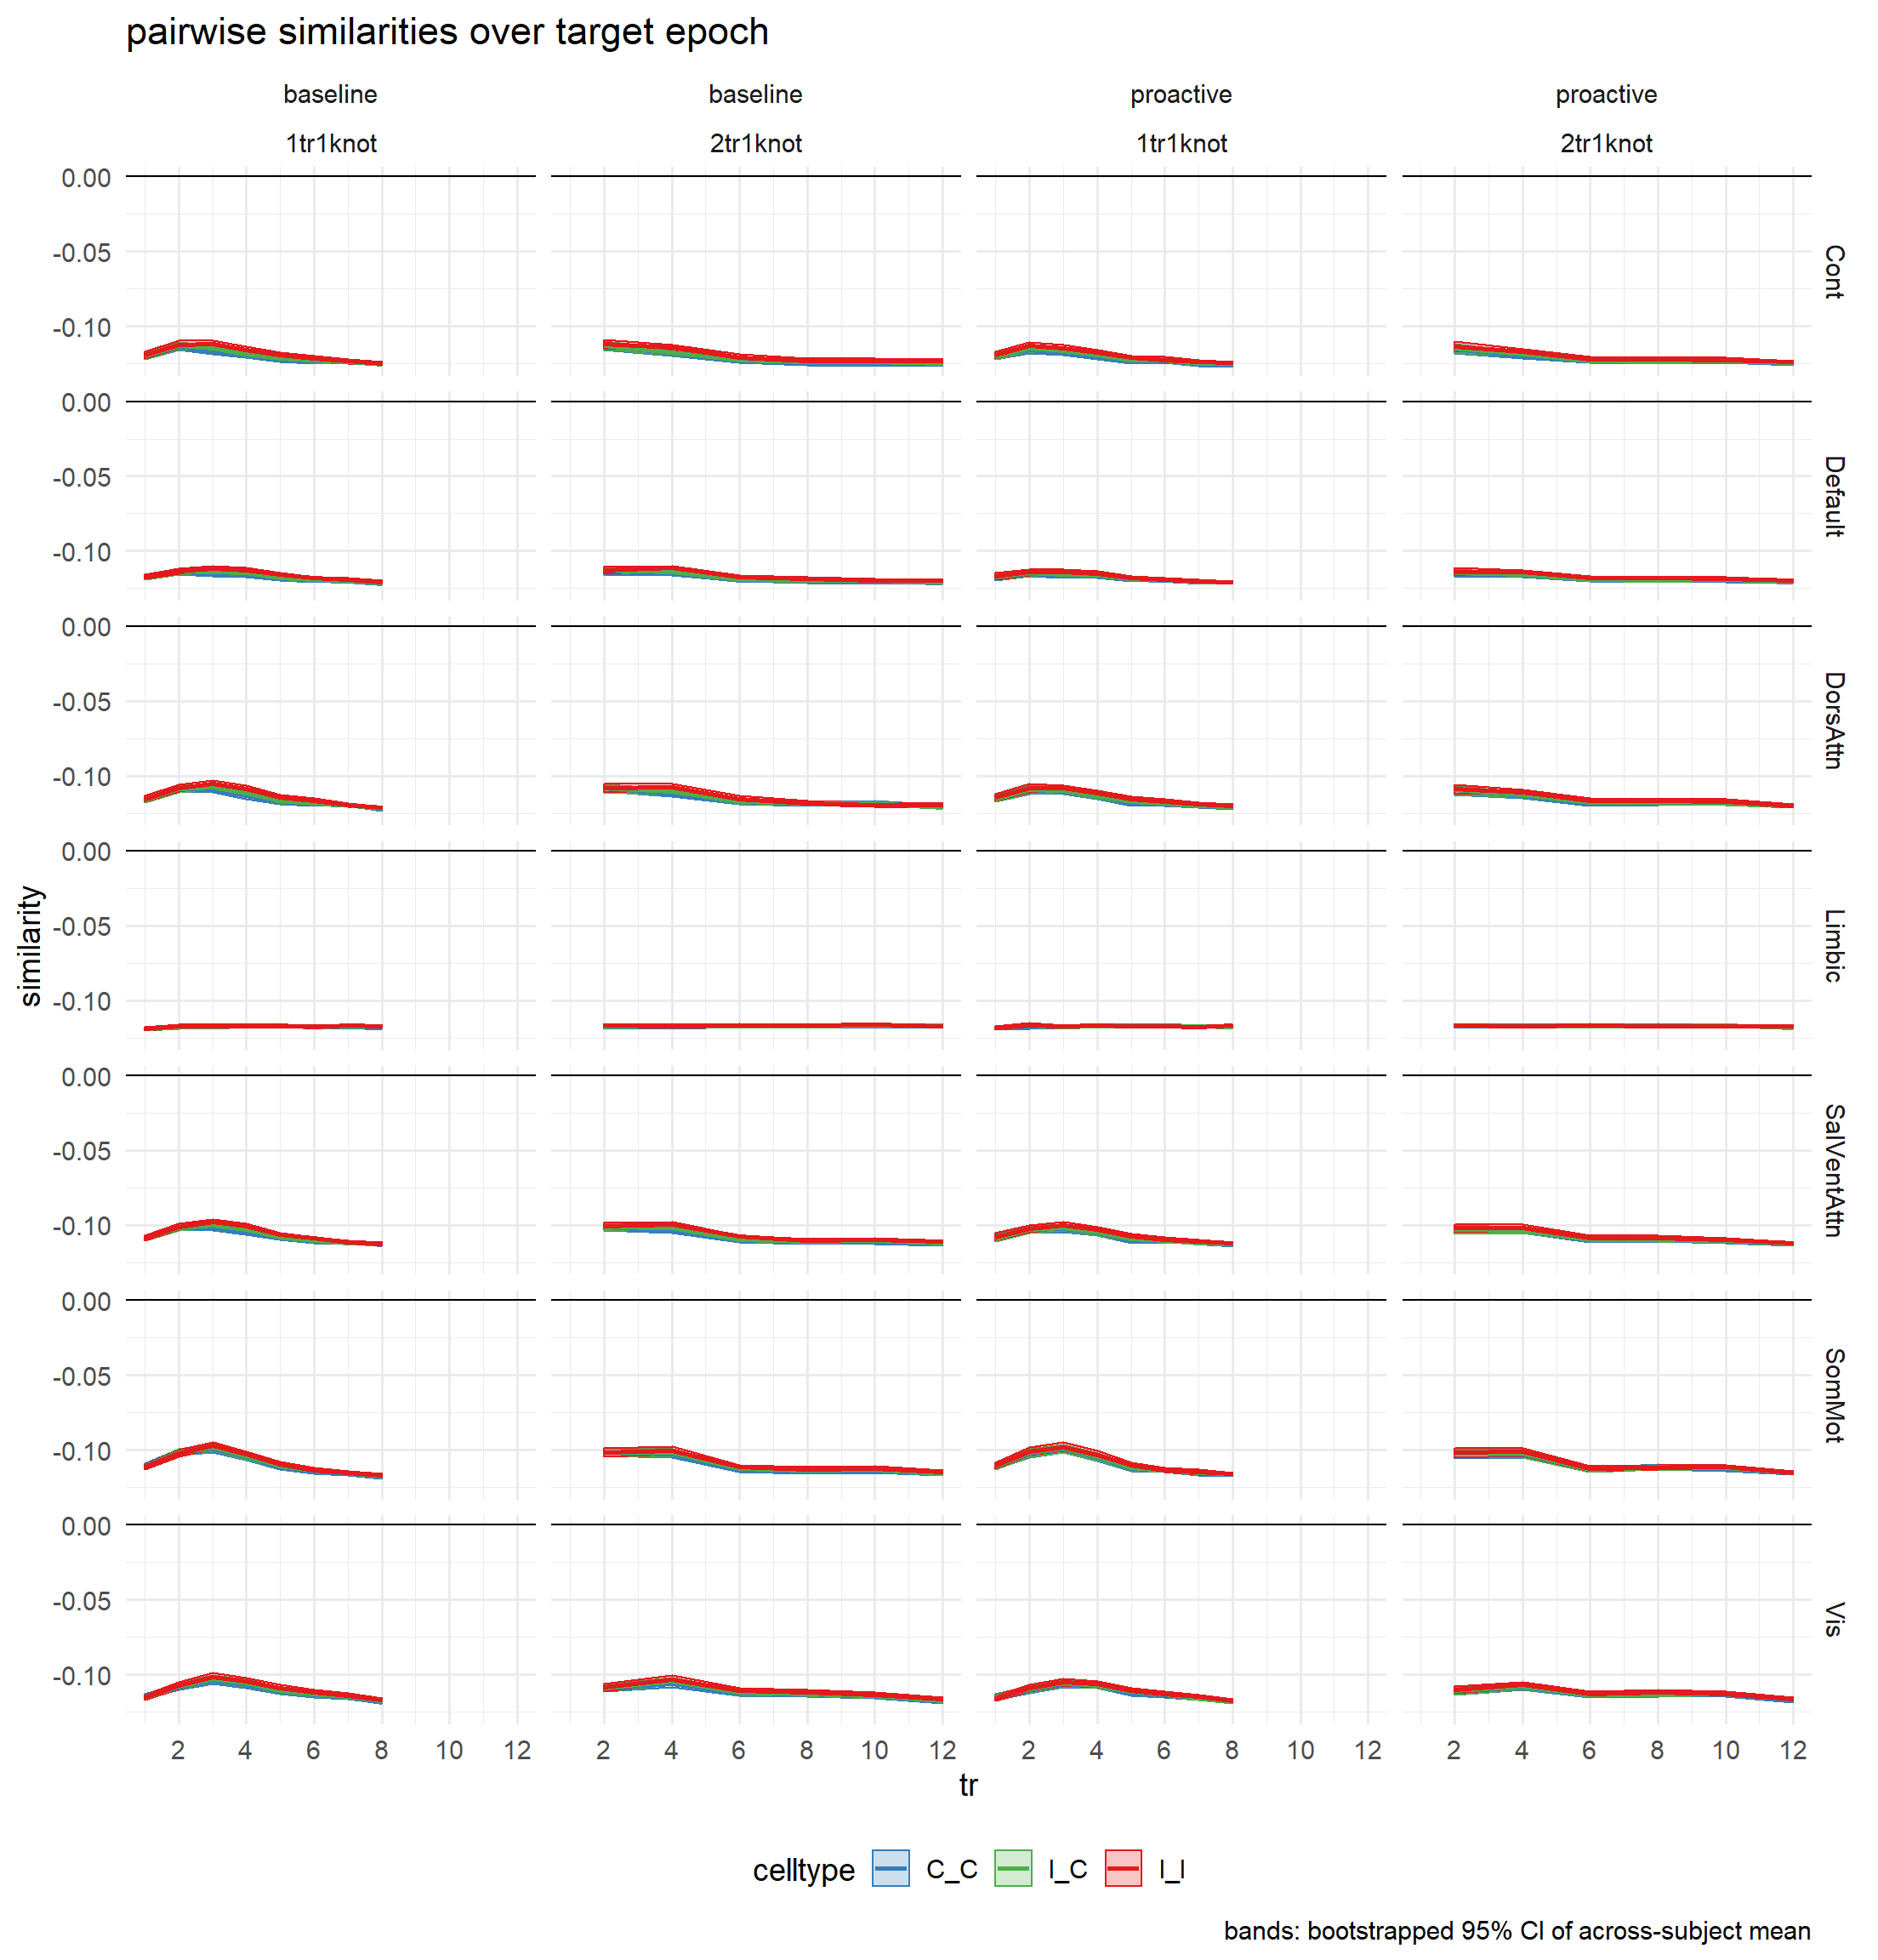 pairwise similarities over target epoch
baseline baseline proactive proactive
1tr1knot 2tr1knot 1tr1knot 2tr1knot
0.00
-0.05
-0.10
Cont
0.00
-0.05
-0.10
Default
0.00
-0.05
-0.10
DorsAttn
0.00
-0.05
-0.10
Limbic
0.00
-0.05
-0.10
SalVentAttn
0.00
-0.05
-0.10
SomMot
0.00
-0.05
-0.10
Vis
similarity
2 4 6 8 10 12 2 4 6 8 10 12 2 4 6 8 10 12 2 4 6 8 10 12
tr
celltype C_C I_C I_I
bands: bootstrapped 95% CI of across-subject mean